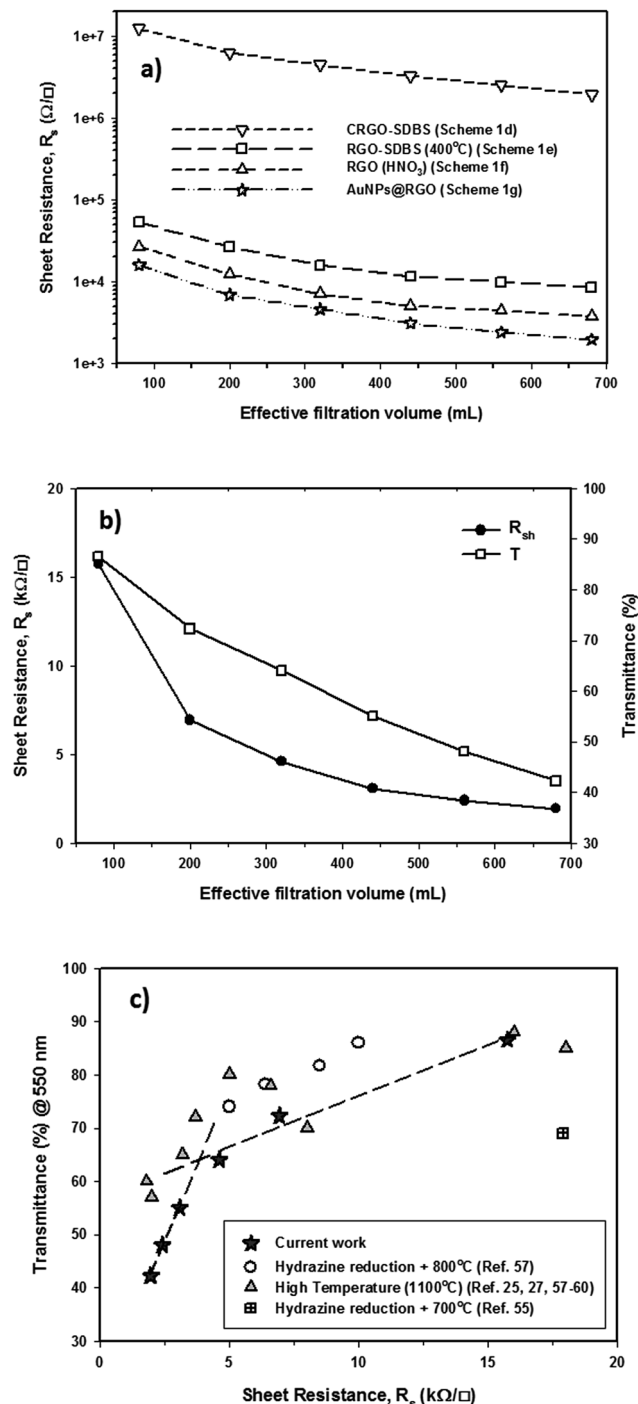 a)
1e+7
1e+6
1e+5
1e+4
1e+3
Sheet Resistance, Rs (Ω/□)
CRGO-SDBS (Scheme 1d)
RGO-SDBS (400°C) (Scheme 1e)
RGO (HNO3) (Scheme 1f)
AuNPs@RGO (Scheme 1g)
100 200 300 400 500 600 700
Effective filtration volume (mL)
b)
20
15
10
5
0
Sheet Resistance, Rs (kΩ/□)
Rsh
T
100
90
80
70
60
50
40
30
Transmittance (%)
100 200 300 400 500 600 700
Effective filtration volume (mL)
c)
100
90
80
70
60
50
40
30
Transmittance (%) @550 nm
Current work
Hydrazine reduction + 800°C (Ref. 57)
High Temperature (1100°C) (Ref. 25, 27, 57-60)
Hydrazine reduction + 700°C (Ref. 55)
0 5 10 15 20
Sheet Resistance, Rs (kΩ/□)